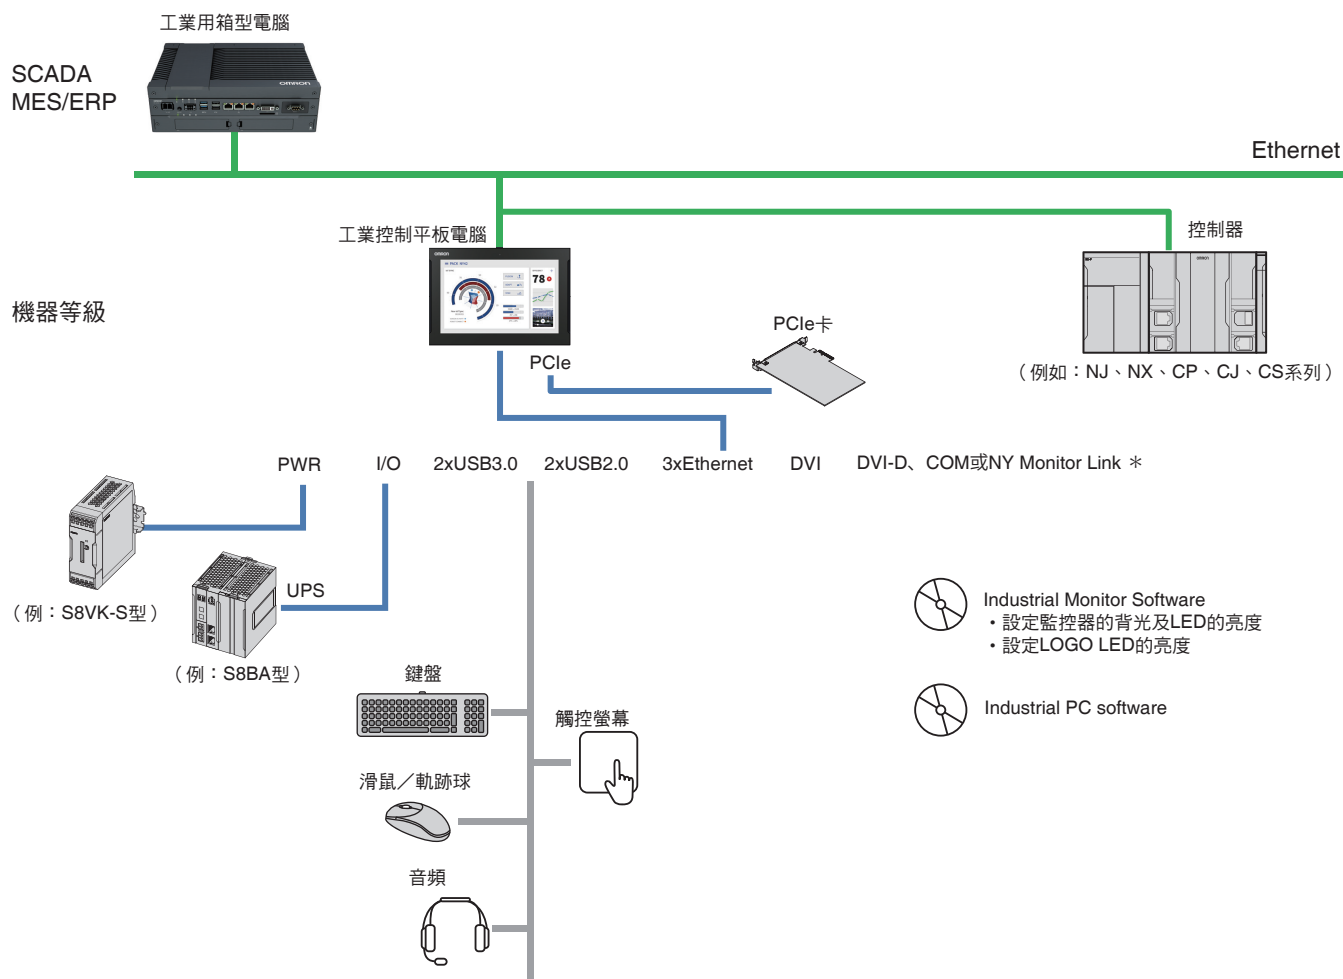 工業用箱型電腦
SCADA
MES/ERP
OMRON
Ethernet
工業控制平板電腦
控制器
OMRON
78
機器等級
PCIe卡
PCIe
（例如：NJ、NX、CP、CJ、CS系列）
PWR I/O 2xUSB3.0 2xUSB2.0 3xEthernet DVI DVI-D、COM或NY Monitor Link ＊
UPS
（例：S8VK-S型）
（例：S8BA型）
Industrial Monitor Software
・設定監控器的背光及LED的亮度
・設定LOGO LED的亮度
鍵盤
Industrial PC software
觸控螢幕
滑鼠／軌跡球
音頻